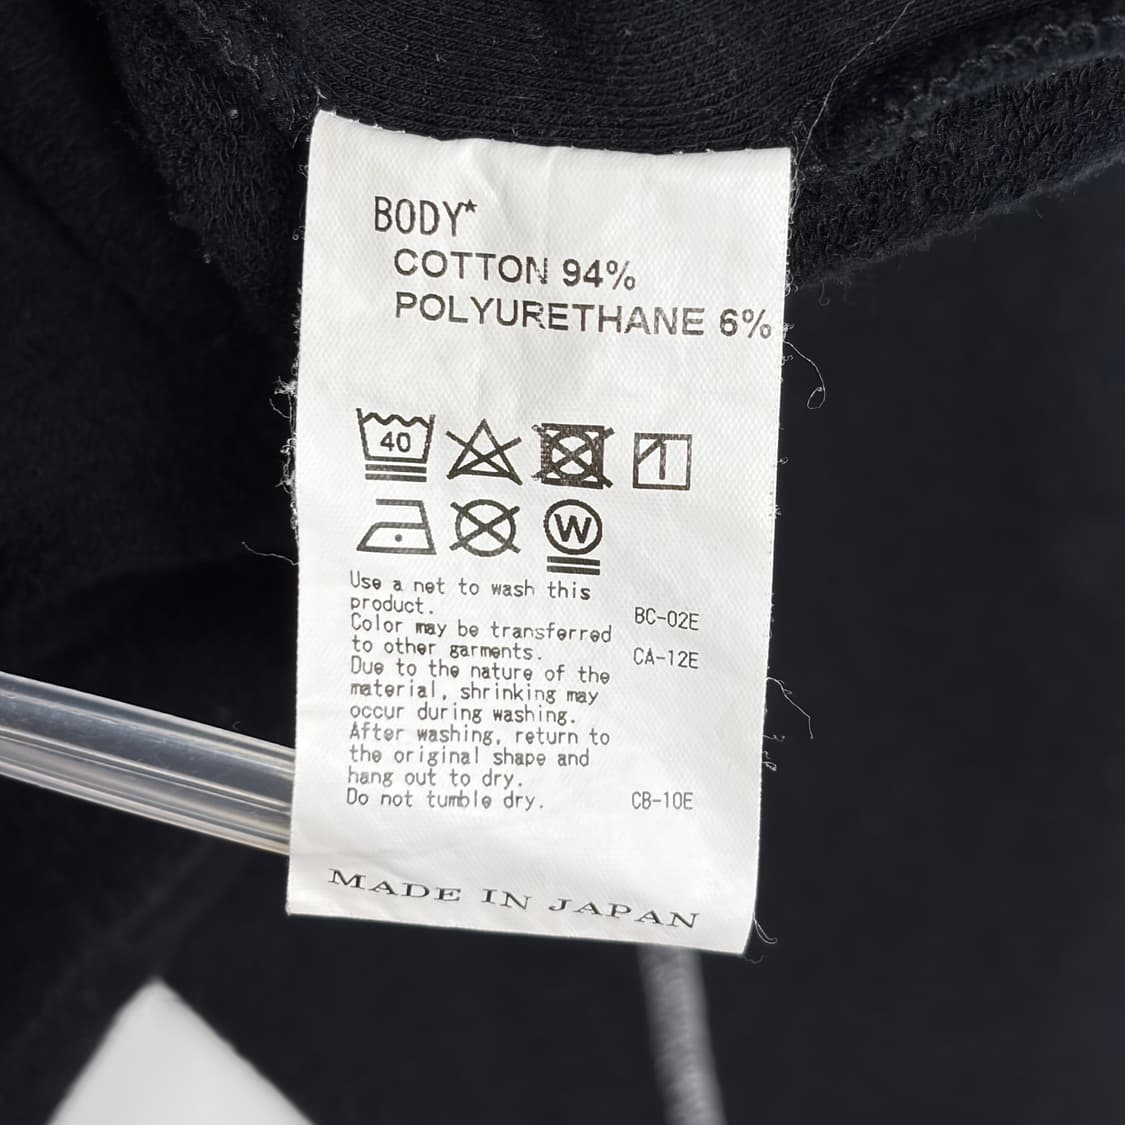 BODY*
COTTON 94%
POLYURETHANE 6%
40
W
Use a net to wash this
product.
BC-02E
Color may be transferred
to other garments.
CA-12E
Due to the nature of the
material, shrinking may
occur during washing.
After washing, return to
the original shape and
hang out to dry.
Do not tumble dry.
CB-10E
MADE IN JAPAN